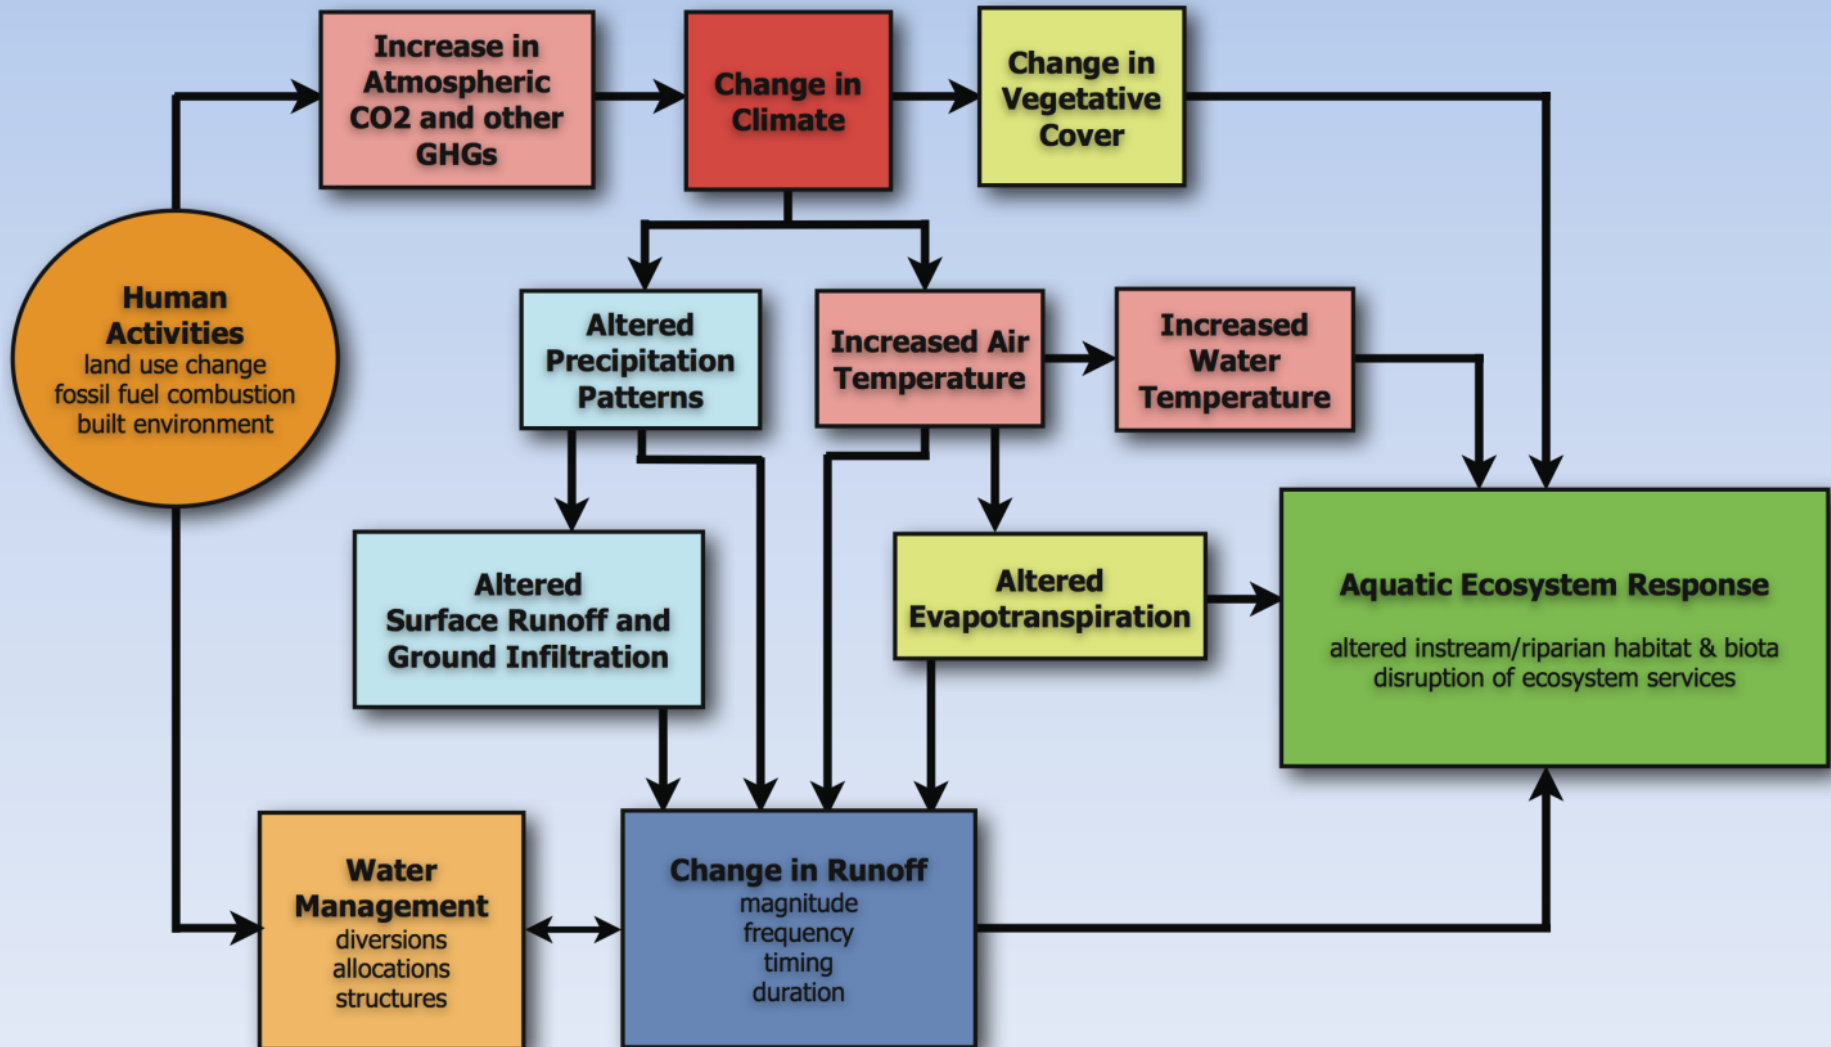 Increase in
Atmospheric
CO2 and other
GHGs
Change in
Climate
Change in
Vegetative
Cover
Human
Activities
land use change
fossil fuel combustion
built environment
Altered
Precipitation
Patterns
Increased Air
Temperature
Increased
Water
Temperature
Altered
Surface Runoff and
Ground Infiltration
Altered
Evapotranspiration
Aquatic Ecosystem Response
altered instream/riparian habitat & biota
disruption of ecosystem services
Water
Management
diversions
allocations
structures
Change in Runoff
magnitude
frequency
timing
duration